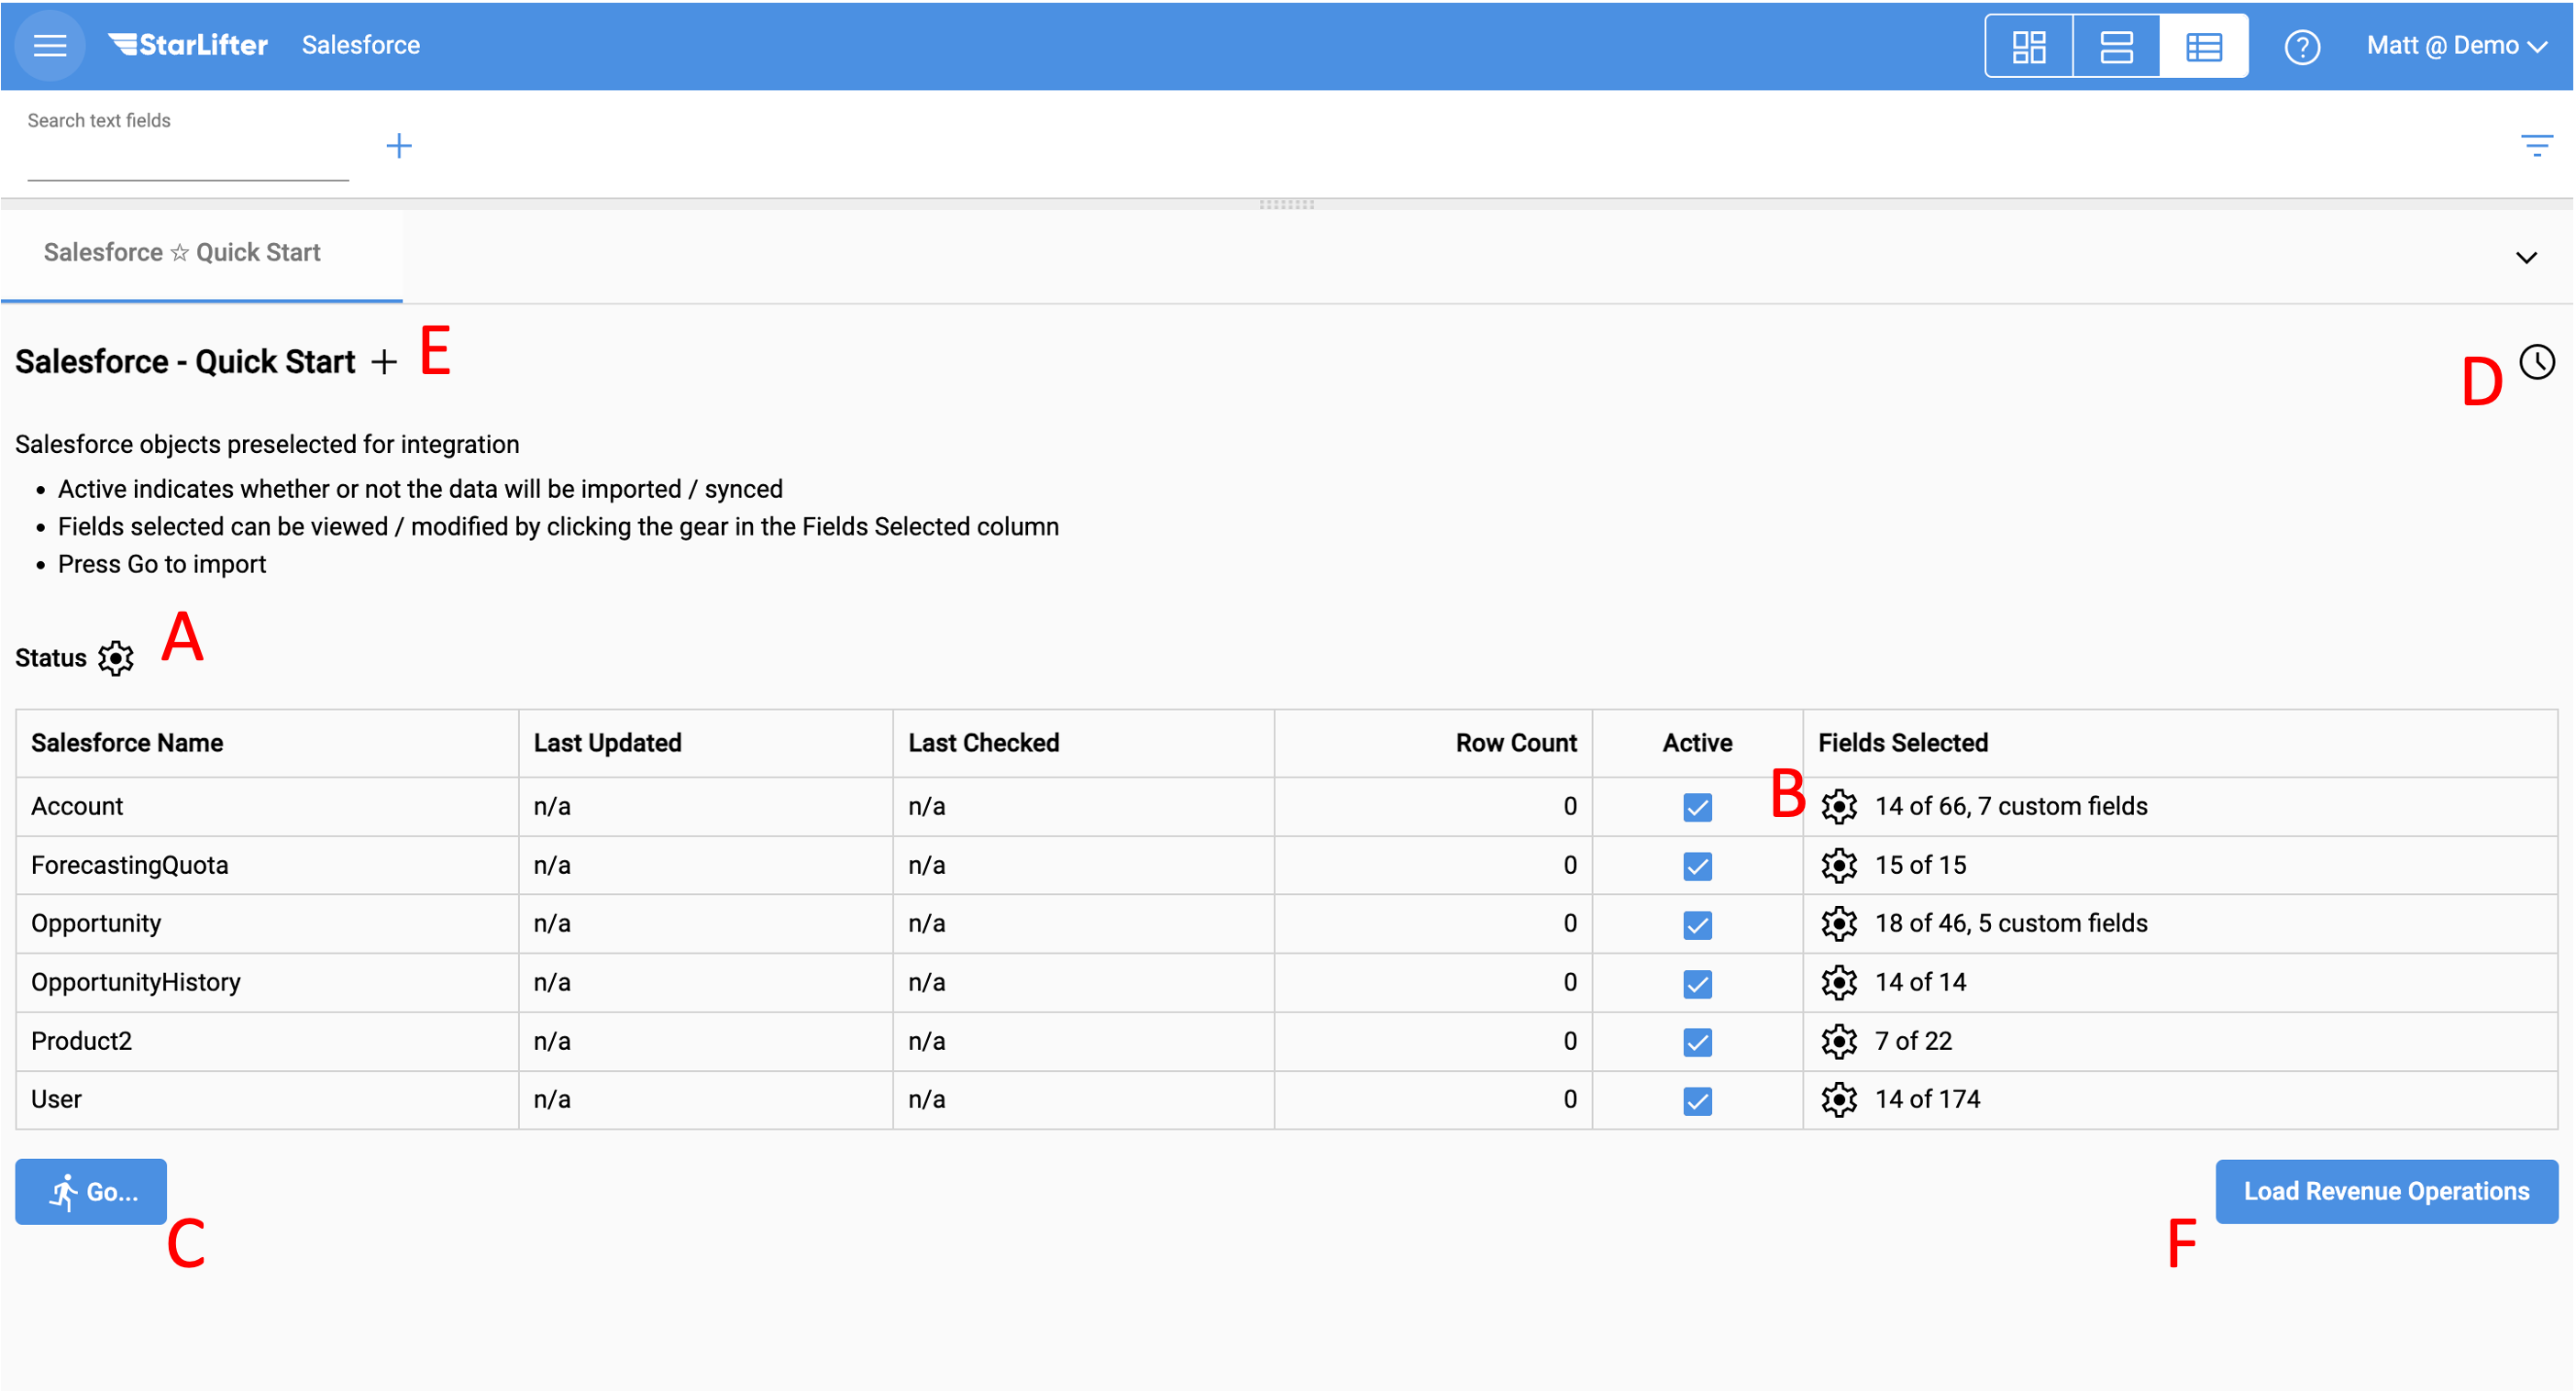 StarLifter Salesforce Matt @ Demo
Search text fields
Salesforce ☆ Quick Start
Salesforce - Quick Start + E
D
Salesforce objects preselected for integration
• Active indicates whether or not the data will be imported / synced
• Fields selected can be viewed / modified by clicking the gear in the Fields Selected column
• Press Go to import
Status A
Salesforce Name Last Updated Last Checked Row Count Active Fields Selected
B
Account n/a n/a 0 14 of 66, 7 custom fields
ForecastingQuota n/a n/a 0 15 of 15
Opportunity n/a n/a 0 18 of 46, 5 custom fields
OpportunityHistory n/a n/a 0 14 of 14
Product2 n/a n/a 0 7 of 22
User n/a n/a 0 14 of 174
Go... Load Revenue Operations
C F